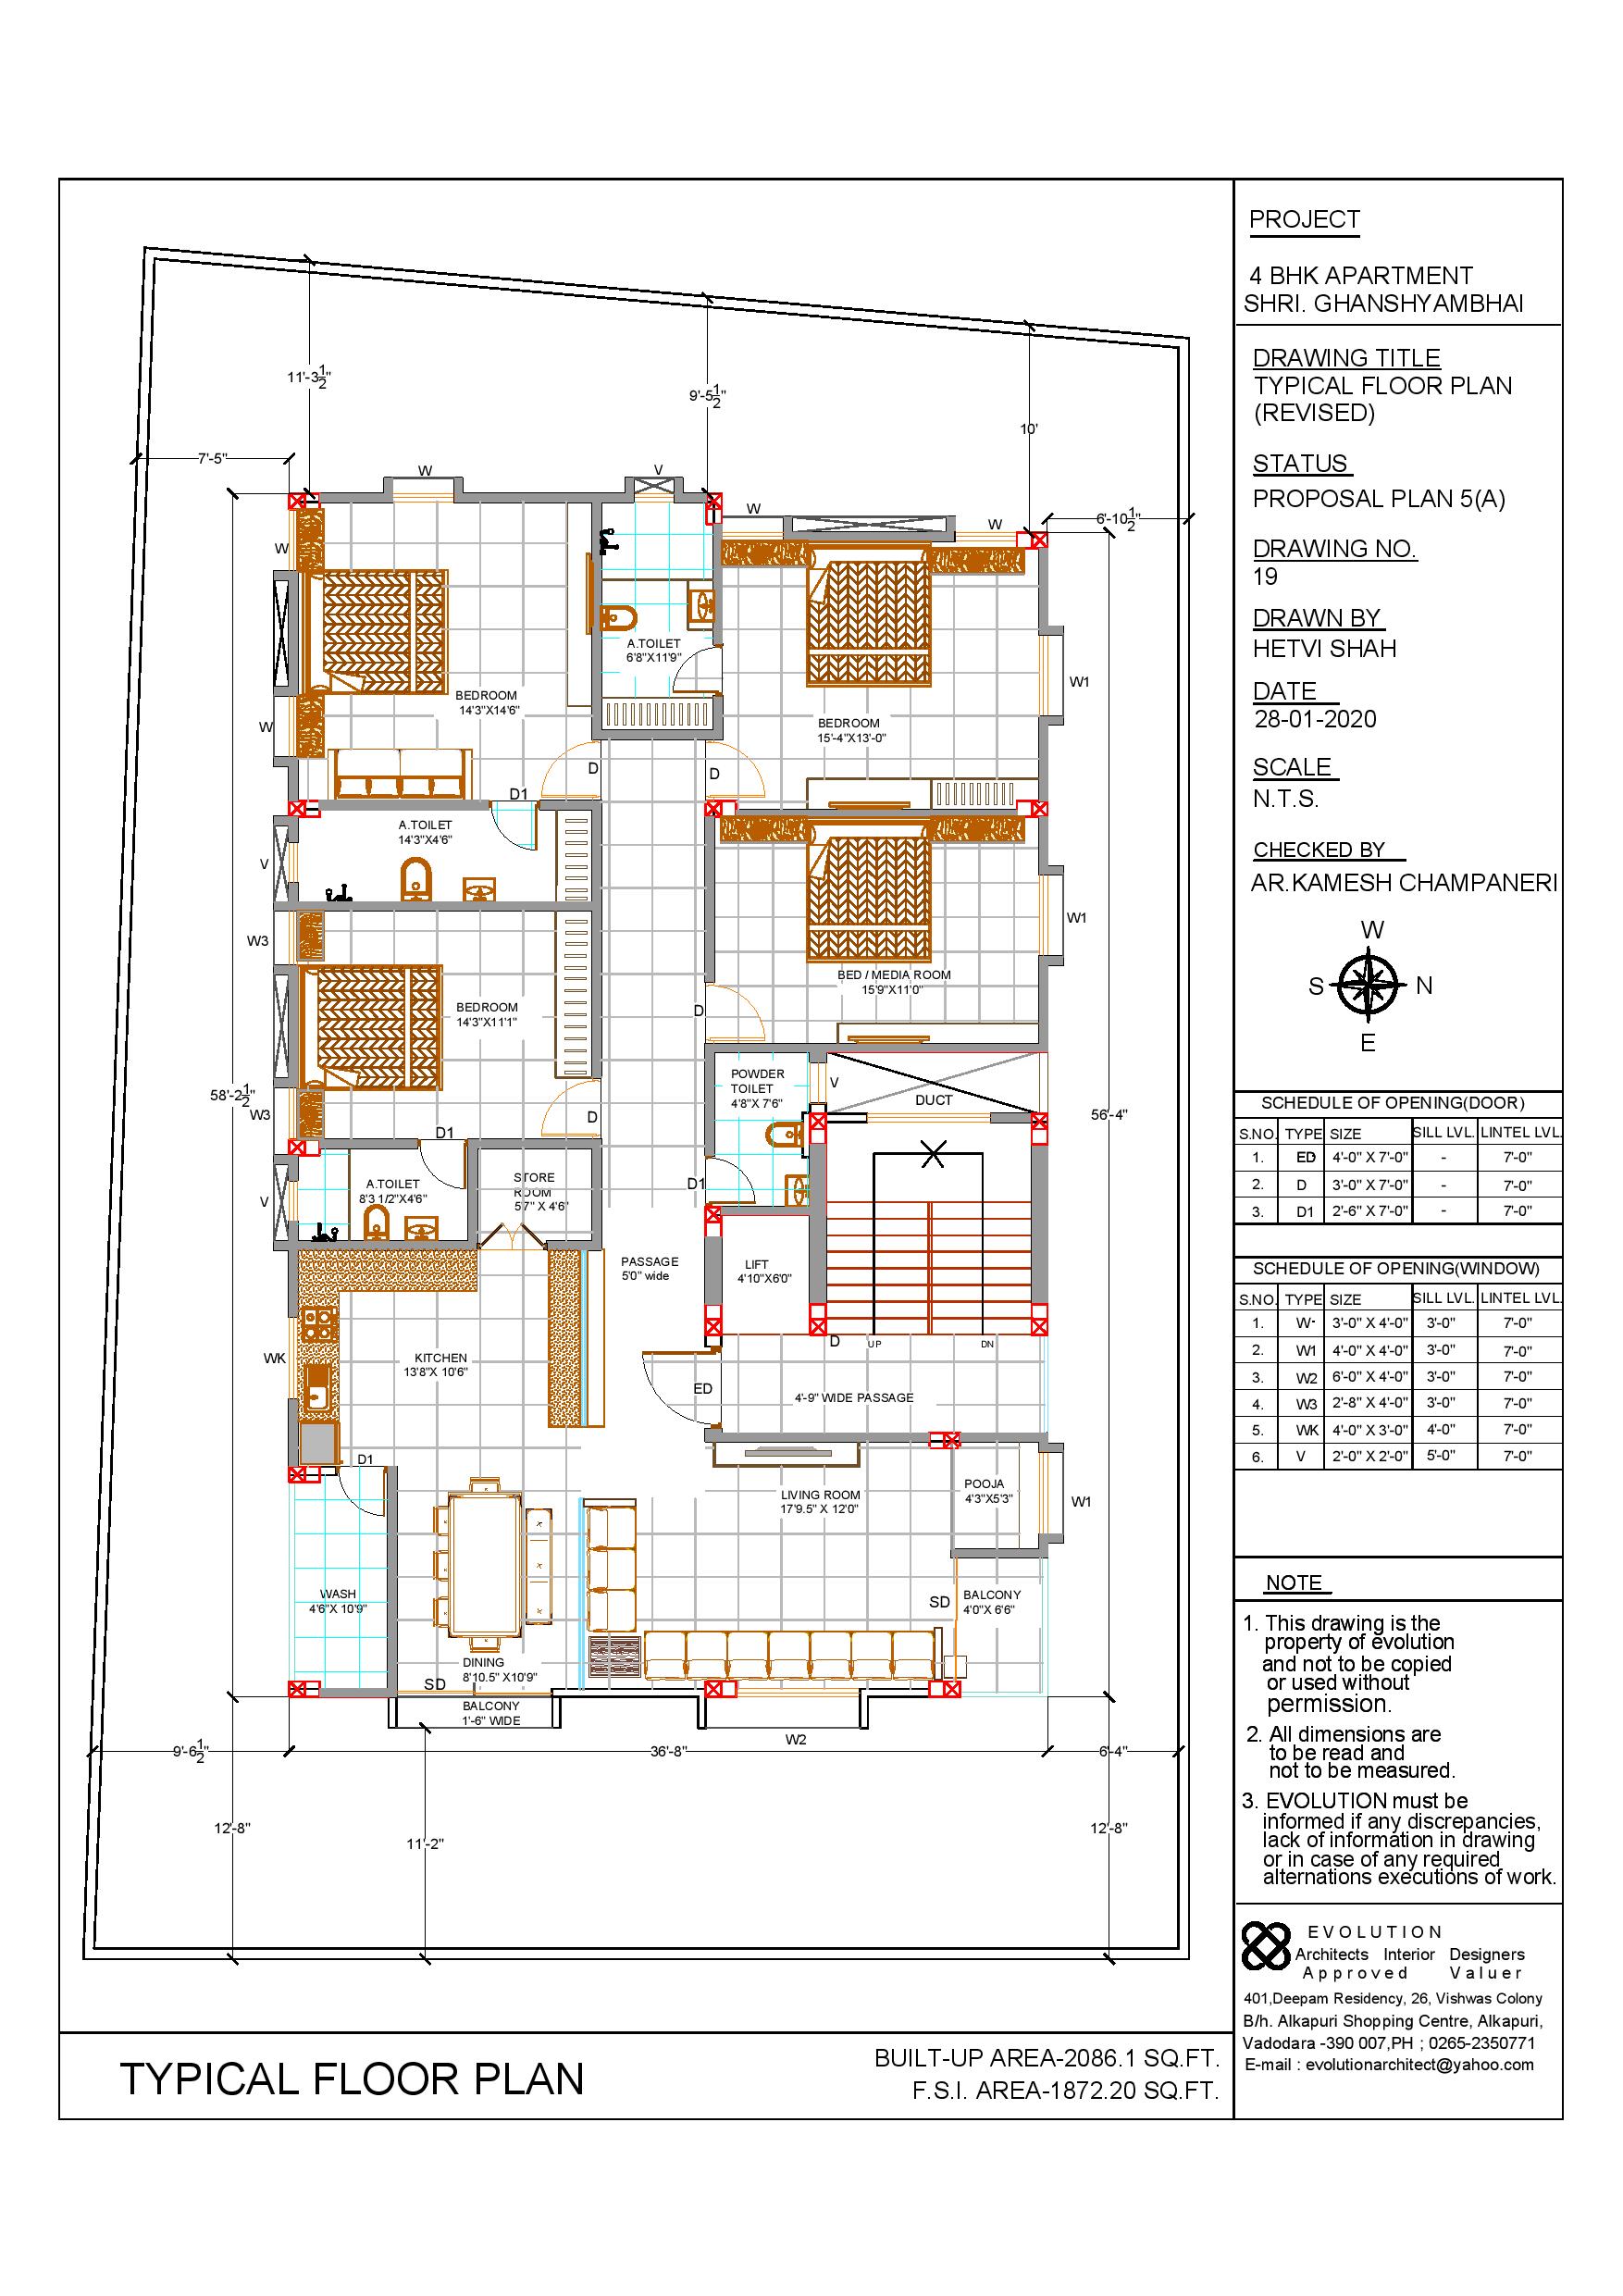 11'-3 1/2"
9'-5 1/2"
10'
7'-5"
6'-10 1/2"
W
V
W
W
W
W
W1
A.TOILET
6'8"X11'9"
BEDROOM
14'3"X14'6"
BEDROOM
15'-4"X13'-0"
D
D
D1
A.TOILET
14'3"X4'6"
V
W3
W1
BED / MEDIA ROOM
15'9"X11'0"
BEDROOM
14'3"X11'1"
D
D
58'-2 1/2"
W3
56'-4"
POWDER
TOILET
4'8"X 7'6"
V
DUCT
D1
D1
A.TOILET
8'3 1/2"X4'6"
V
STORE
ROOM
5'7" X 4'6"
PASSAGE
5'0" wide
LIFT
4'10"X6'0"
D
UP
DN
WK
KITCHEN
13'8"X 10'6"
ED
4'-9" WIDE PASSAGE
D1
LIVING ROOM
17'9.5" X 12'0"
POOJA
4'3"X5'3"
W1
WASH
4'6"X 10'9"
SD
BALCONY
4'0"X 6'6"
DINING
8'10.5" X10'9"
SD
BALCONY
1'-6" WIDE
W2
9'-6 1/2"
36'-8"
6'-4"
12'-8"
11'-2"
12'-8"
TYPICAL FLOOR PLAN
BUILT-UP AREA-2086.1 SQ.FT.
F.S.I. AREA-1872.20 SQ.FT.
PROJECT
4 BHK APARTMENT
SHRI. GHANSHYAMBHAI
DRAWING TITLE
TYPICAL FLOOR PLAN
(REVISED)
STATUS
PROPOSAL PLAN 5(A)
DRAWING NO.
19
DRAWN BY
HETVI SHAH
DATE
28-01-2020
SCALE
N.T.S.
CHECKED BY
AR.KAMESH CHAMPANERI
W
S N
E
SCHEDULE OF OPENING(DOOR)
S.NO. TYPE SIZE SILL LVL. LINTEL LVL.
1. ED 4'-0" X 7'-0" - 7'-0"
2. D 3'-0" X 7'-0" - 7'-0"
3. D1 2'-6" X 7'-0" - 7'-0"
SCHEDULE OF OPENING(WINDOW)
S.NO. TYPE SIZE SILL LVL. LINTEL LVL.
1. W 3'-0" X 4'-0" 3'-0" 7'-0"
2. W1 4'-0" X 4'-0" 3'-0" 7'-0"
3. W2 6'-0" X 4'-0" 3'-0" 7'-0"
4. W3 2'-8" X 4'-0" 3'-0" 7'-0"
5. WK 4'-0" X 3'-0" 4'-0" 7'-0"
6. V 2'-0" X 2'-0" 5'-0" 7'-0"
NOTE
1. This drawing is the
property of evolution
and not to be copied
or used without
permission.
2. All dimensions are
to be read and
not to be measured.
3. EVOLUTION must be
informed if any discrepancies,
lack of information in drawing
or in case of any required
alternations executions of work.
EVOLUTION
Architects Interior Designers
Approved Valuer
401,Deepam Residency, 26, Vishwas Colony
B/h. Alkapuri Shopping Centre, Alkapuri,
Vadodara -390 007,PH ; 0265-2350771
E-mail : evolutionarchitect@yahoo.com